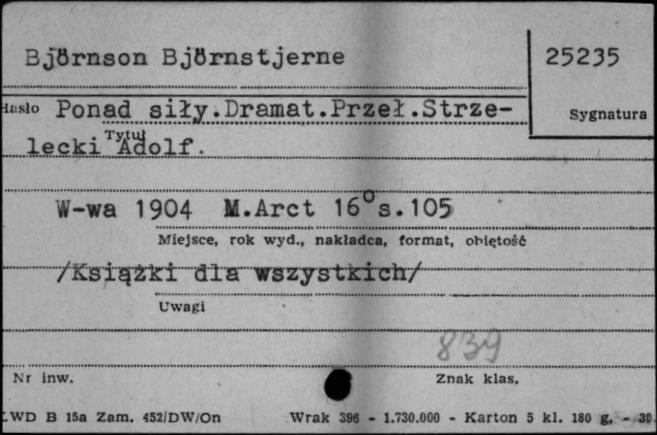 Björnson Björnstjerne
25235
Hasło Ponad siły.Dramat.Przeł.Strze-
Sygnatura
Tytuł
lecki Adolf.
W-wa 1904 M.Arct 16° s.105
Miejsce, rok wyd., nakładca, format, objętość
/Książki dla wszystkich/
Uwagi
839
Nr inw.
Znak klas.
LWD B 15a Zam. 452/DW/On Wrak 396 - 1.730.000 - Karton 5 kl. 180 g. - 30